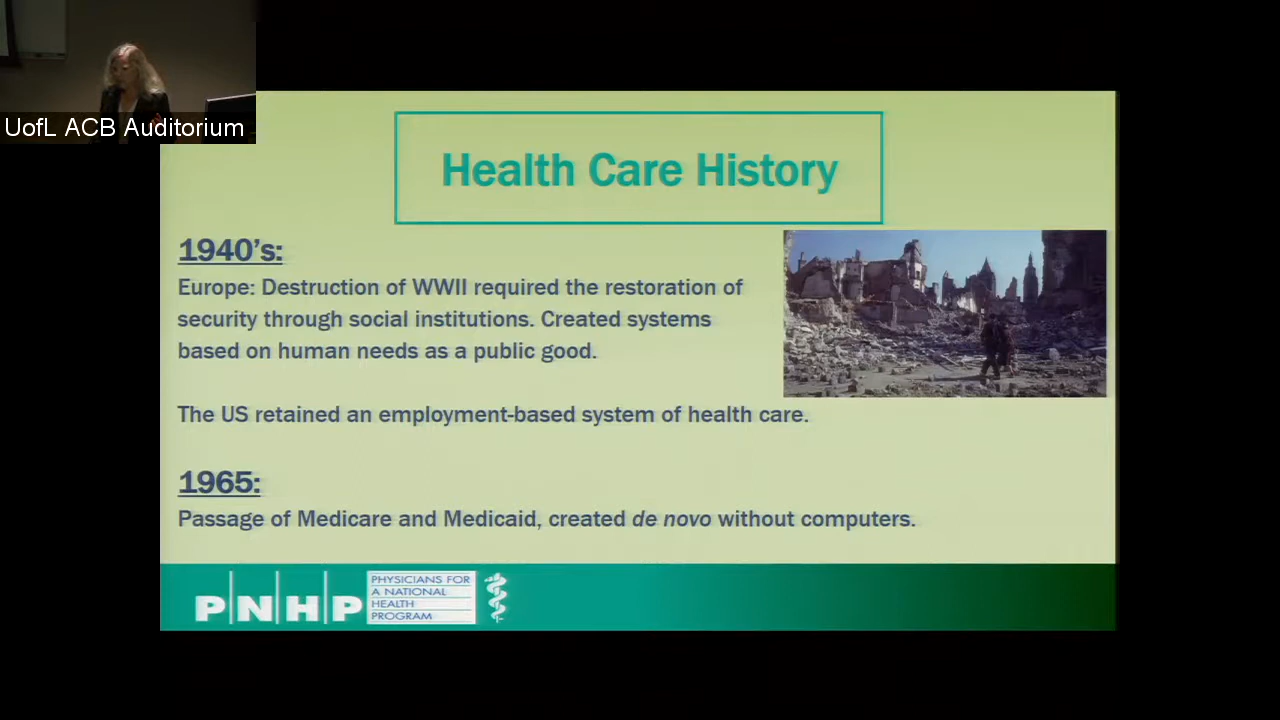 UofL ACB Auditorium
Health Care History
1940's:
Europe: Destruction of WWII required the restoration of
security through social institutions. Created systems
based on human needs as a public good.
The US retained an employment-based system of health care.
1965:
Passage of Medicare and Medicaid, created de novo without computers.
PNHP
PHYSICIANS FOR
A NATIONAL
HEALTH
PROGRAM